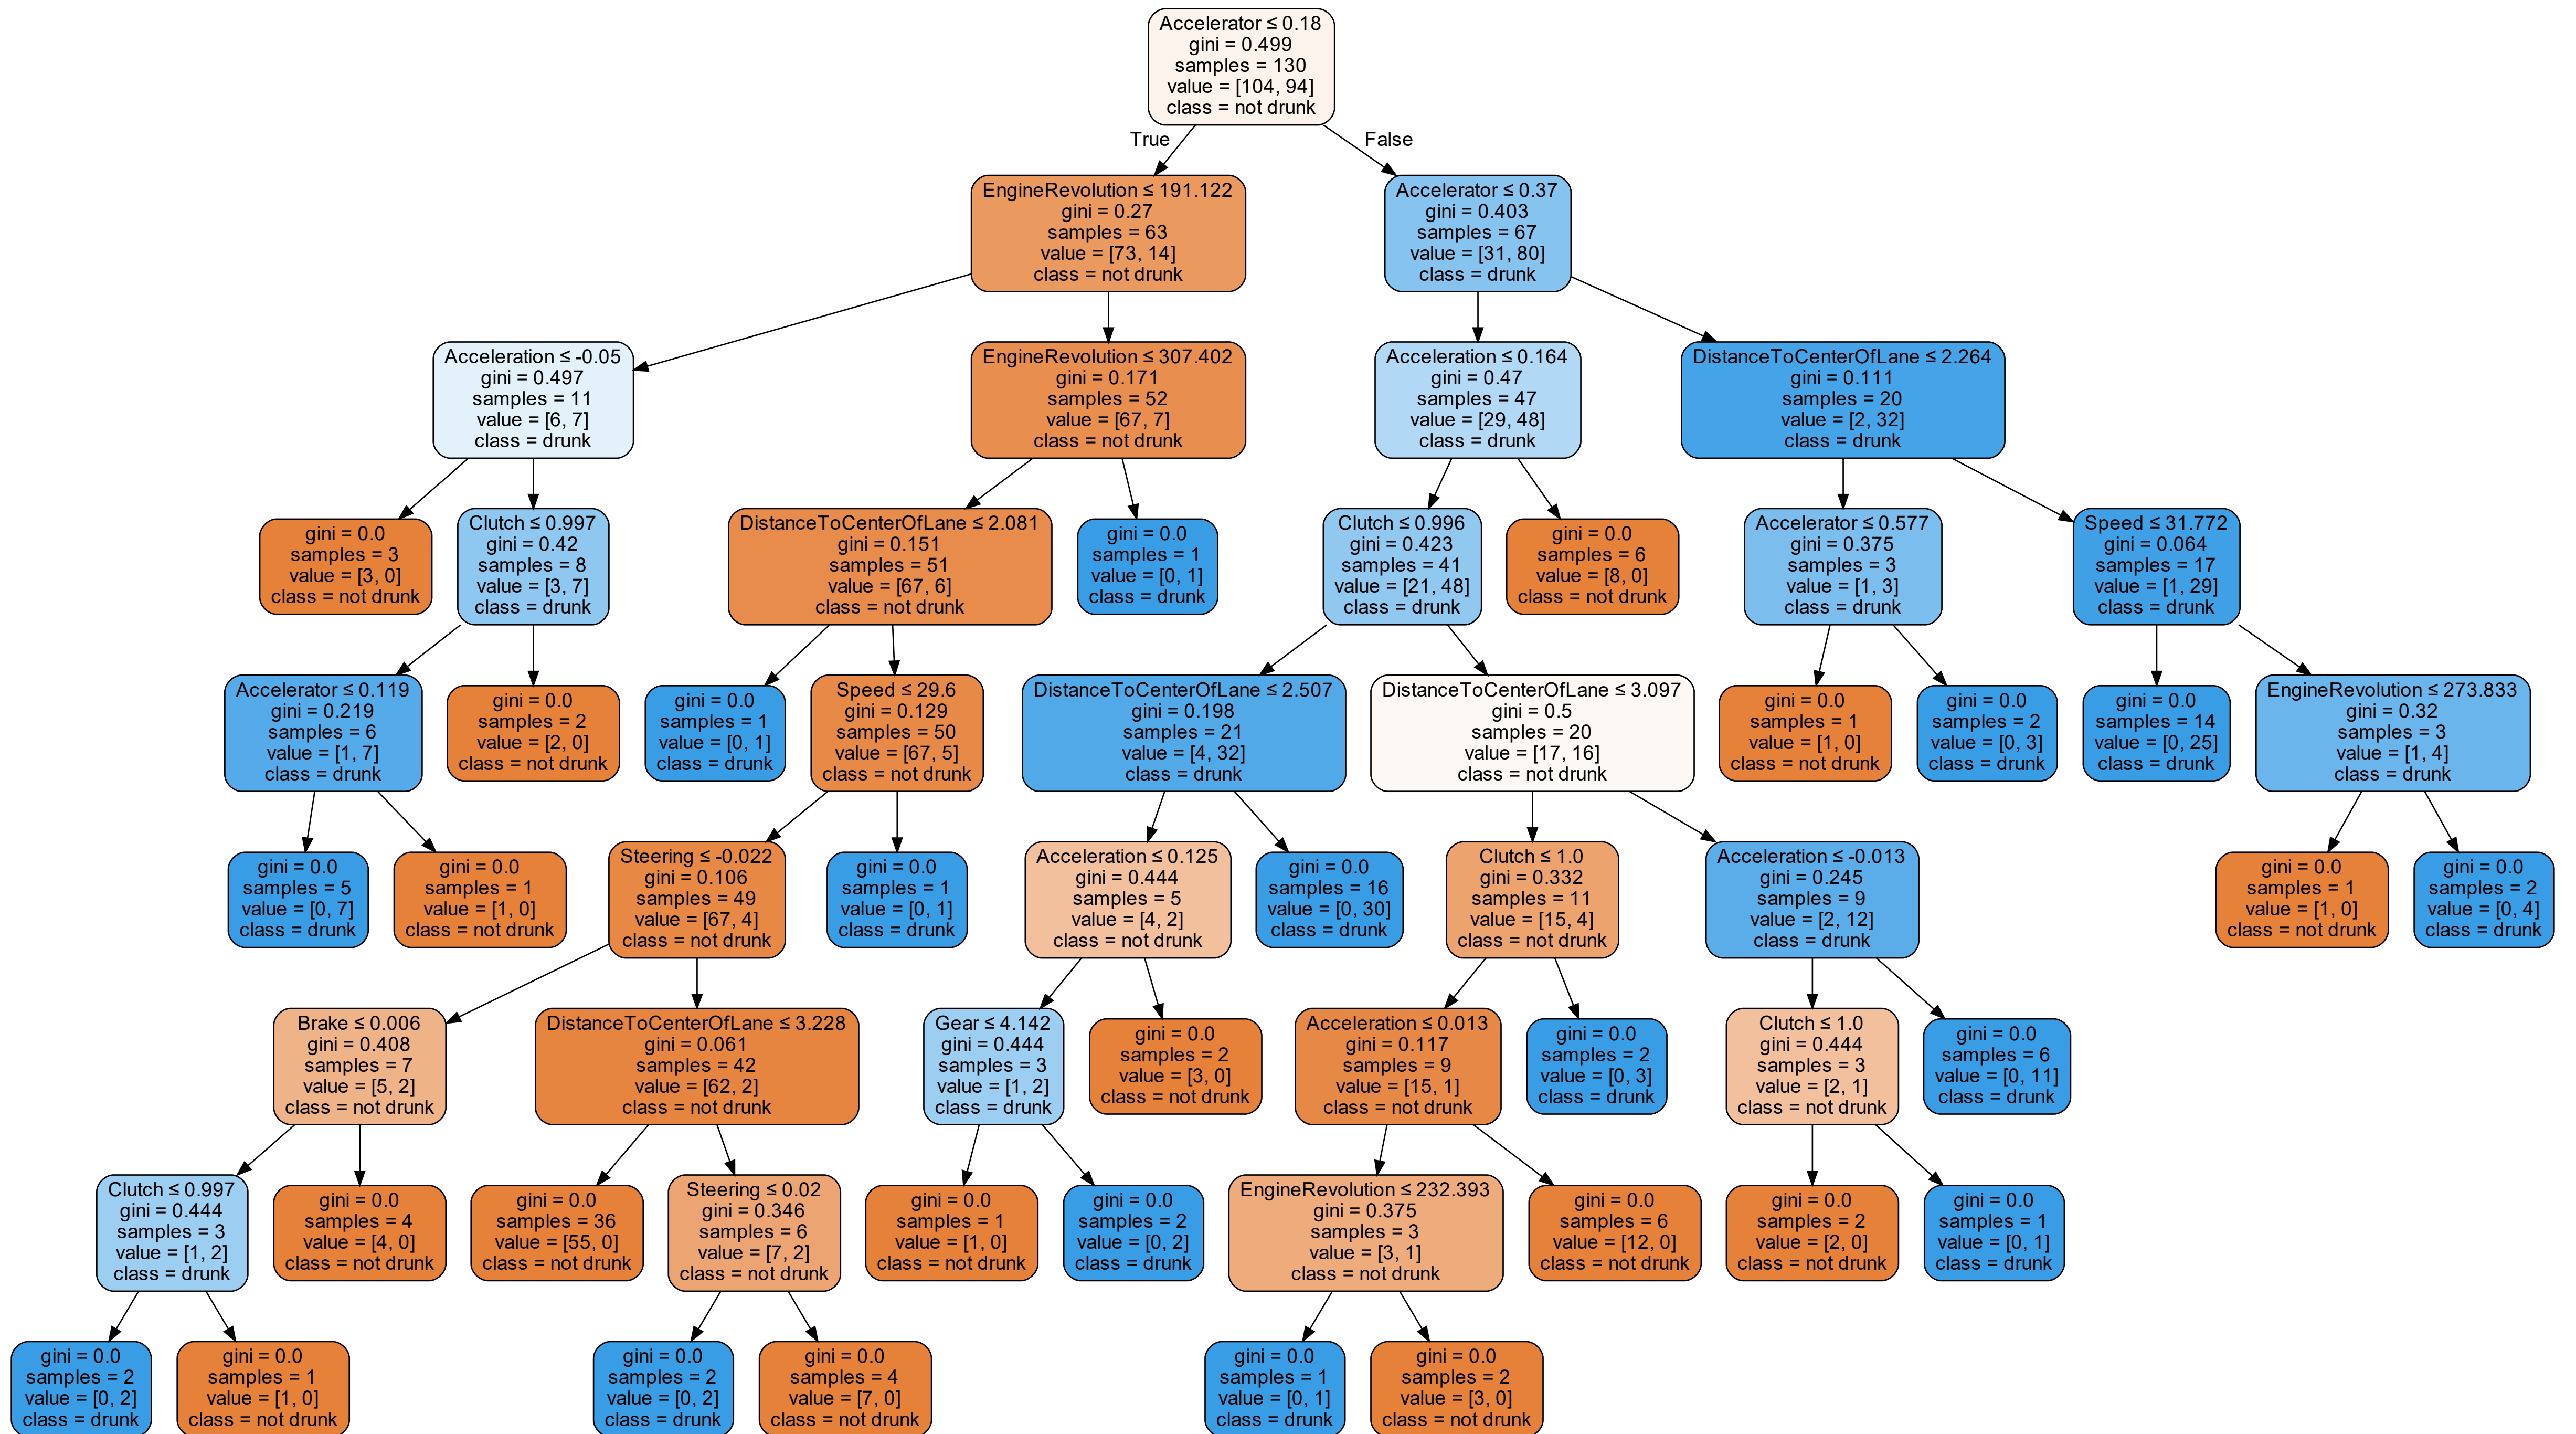 Accelerator ≤ 0.18
gini = 0.499
samples = 130
value = [104, 94]
class = not drunk
True
False
EngineRevolution ≤ 191.122
gini = 0.27
samples = 63
value = [73, 14]
class = not drunk
Accelerator ≤ 0.37
gini = 0.403
samples = 67
value = [31, 80]
class = drunk
Acceleration ≤ -0.05
gini = 0.497
samples = 11
value = [6, 7]
class = drunk
EngineRevolution ≤ 307.402
gini = 0.171
samples = 52
value = [67, 7]
class = not drunk
Acceleration ≤ 0.164
gini = 0.47
samples = 47
value = [29, 48]
class = drunk
DistanceToCenterOfLane ≤ 2.264
gini = 0.111
samples = 20
value = [2, 32]
class = drunk
gini = 0.0
samples = 3
value = [3, 0]
class = not drunk
Clutch ≤ 0.997
gini = 0.42
samples = 8
value = [3, 7]
class = drunk
DistanceToCenterOfLane ≤ 2.081
gini = 0.151
samples = 51
value = [67, 6]
class = not drunk
gini = 0.0
samples = 1
value = [0, 1]
class = drunk
Clutch ≤ 0.996
gini = 0.423
samples = 41
value = [21, 48]
class = drunk
gini = 0.0
samples = 6
value = [8, 0]
class = not drunk
Accelerator ≤ 0.577
gini = 0.375
samples = 3
value = [1, 3]
class = drunk
Speed ≤ 31.772
gini = 0.064
samples = 17
value = [1, 29]
class = drunk
Accelerator ≤ 0.119
gini = 0.219
samples = 6
value = [1, 7]
class = drunk
gini = 0.0
samples = 2
value = [2, 0]
class = not drunk
gini = 0.0
samples = 1
value = [0, 1]
class = drunk
Speed ≤ 29.6
gini = 0.129
samples = 50
value = [67, 5]
class = not drunk
DistanceToCenterOfLane ≤ 2.507
gini = 0.198
samples = 21
value = [4, 32]
class = drunk
DistanceToCenterOfLane ≤ 3.097
gini = 0.5
samples = 20
value = [17, 16]
class = not drunk
gini = 0.0
samples = 1
value = [1, 0]
class = not drunk
gini = 0.0
samples = 2
value = [0, 3]
class = drunk
gini = 0.0
samples = 14
value = [0, 25]
class = drunk
EngineRevolution ≤ 273.833
gini = 0.32
samples = 3
value = [1, 4]
class = drunk
gini = 0.0
samples = 5
value = [0, 7]
class = drunk
gini = 0.0
samples = 1
value = [1, 0]
class = not drunk
Steering ≤ -0.022
gini = 0.106
samples = 49
value = [67, 4]
class = not drunk
gini = 0.0
samples = 1
value = [0, 1]
class = drunk
Acceleration ≤ 0.125
gini = 0.444
samples = 5
value = [4, 2]
class = not drunk
gini = 0.0
samples = 16
value = [0, 30]
class = drunk
Clutch ≤ 1.0
gini = 0.332
samples = 11
value = [15, 4]
class = not drunk
Acceleration ≤ -0.013
gini = 0.245
samples = 9
value = [2, 12]
class = drunk
gini = 0.0
samples = 1
value = [1, 0]
class = not drunk
gini = 0.0
samples = 2
value = [0, 4]
class = drunk
Brake ≤ 0.006
gini = 0.408
samples = 7
value = [5, 2]
class = not drunk
DistanceToCenterOfLane ≤ 3.228
gini = 0.061
samples = 42
value = [62, 2]
class = not drunk
Gear ≤ 4.142
gini = 0.444
samples = 3
value = [1, 2]
class = drunk
gini = 0.0
samples = 2
value = [3, 0]
class = not drunk
Acceleration ≤ 0.013
gini = 0.117
samples = 9
value = [15, 1]
class = not drunk
gini = 0.0
samples = 2
value = [0, 3]
class = drunk
Clutch ≤ 1.0
gini = 0.444
samples = 3
value = [2, 1]
class = not drunk
gini = 0.0
samples = 6
value = [0, 11]
class = drunk
Clutch ≤ 0.997
gini = 0.444
samples = 3
value = [1, 2]
class = drunk
gini = 0.0
samples = 4
value = [4, 0]
class = not drunk
gini = 0.0
samples = 36
value = [55, 0]
class = not drunk
Steering ≤ 0.02
gini = 0.346
samples = 6
value = [7, 2]
class = not drunk
gini = 0.0
samples = 1
value = [1, 0]
class = not drunk
gini = 0.0
samples = 2
value = [0, 2]
class = drunk
EngineRevolution ≤ 232.393
gini = 0.375
samples = 3
value = [3, 1]
class = not drunk
gini = 0.0
samples = 6
value = [12, 0]
class = not drunk
gini = 0.0
samples = 2
value = [2, 0]
class = not drunk
gini = 0.0
samples = 1
value = [0, 1]
class = drunk
gini = 0.0
samples = 2
value = [0, 2]
class = drunk
gini = 0.0
samples = 1
value = [1, 0]
class = not drunk
gini = 0.0
samples = 2
value = [0, 2]
class = drunk
gini = 0.0
samples = 4
value = [7, 0]
class = not drunk
gini = 0.0
samples = 1
value = [0, 1]
class = drunk
gini = 0.0
samples = 2
value = [3, 0]
class = not drunk